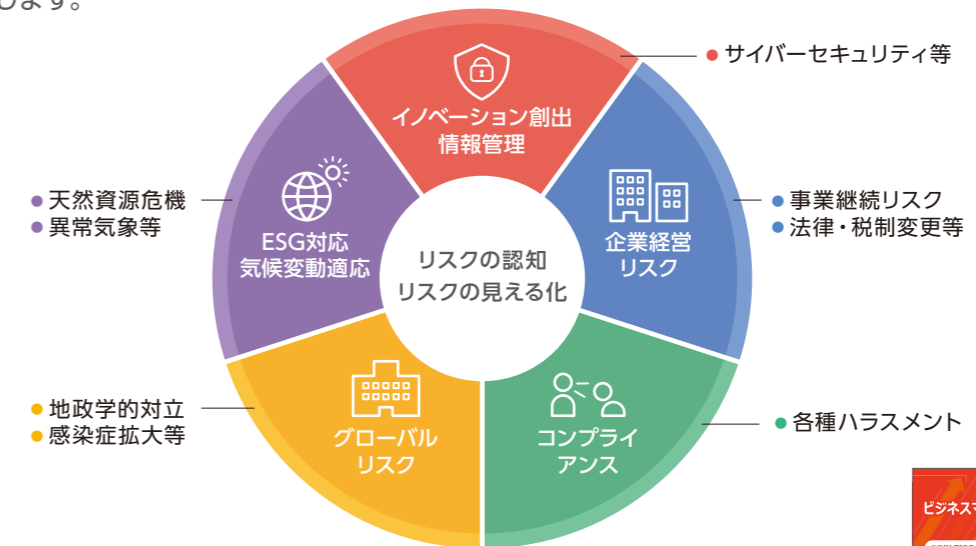 します。
サイバーセキュリティ等
イノベーション創出
情報管理
天然資源危機
異常気象等
ESG対応
気候変動適応
事業継続リスク
法律・税制変更等
企業経営
リスク
リスクの認知
リスクの見える化
地政学的対立
感染症拡大等
グローバル
リスク
コンプライ
アンス
各種ハラスメント
ビジネスマ